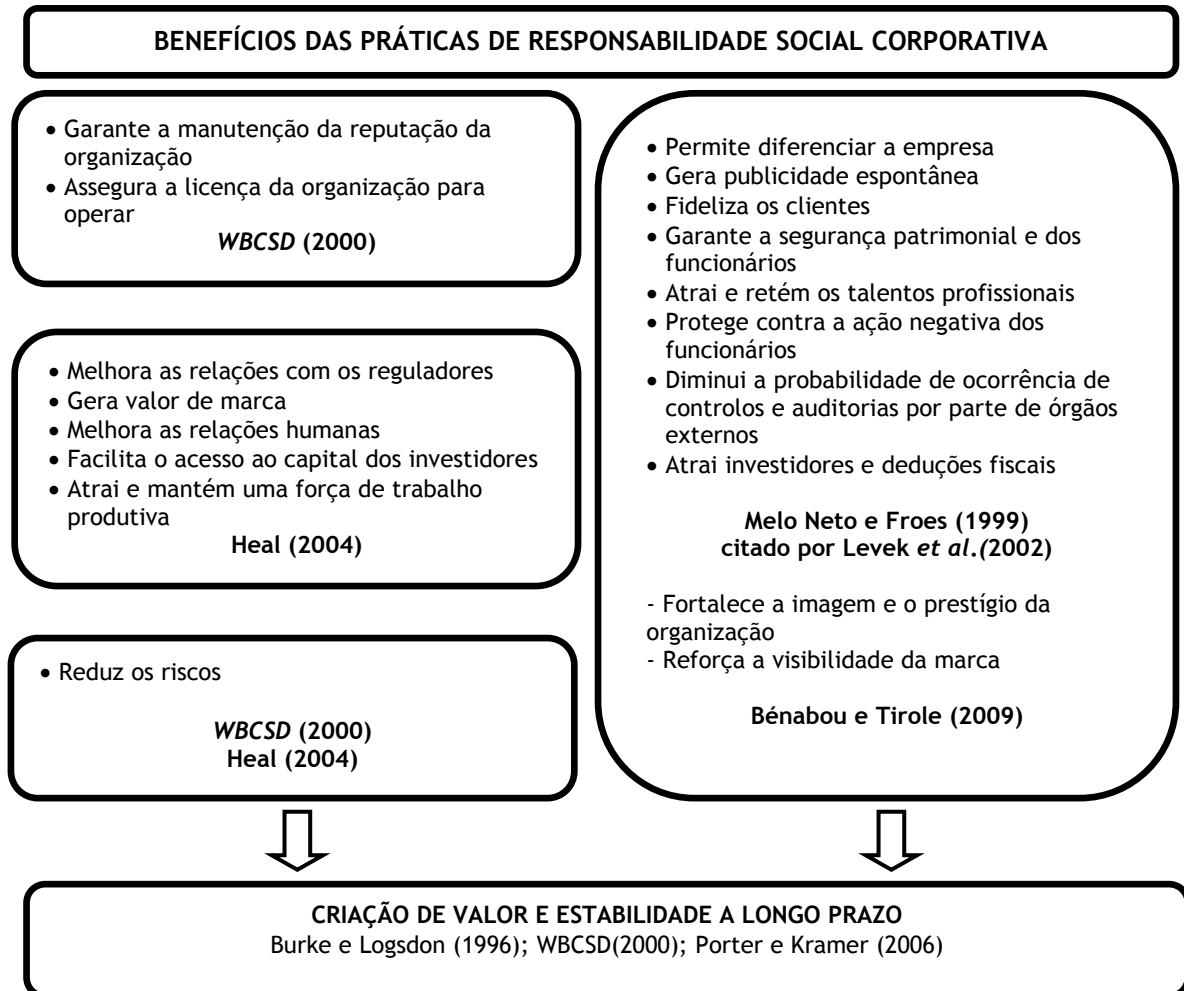 BENEFÍCIOS DAS PRÁTICAS DE RESPONSABILIDADE SOCIAL CORPORATIVA
• Garante a manutenção da reputação da
organização
• Assegura a licença da organização para
operar
WBCSD (2000)
• Melhora as relações com os reguladores
• Gera valor de marca
• Melhora as relações humanas
• Facilita o acesso ao capital dos investidores
• Atrai e mantém uma força de trabalho
produtiva
Heal (2004)
• Reduz os riscos
WBCSD (2000)
Heal (2004)
• Permite diferenciar a empresa
• Gera publicidade espontânea
• Fideliza os clientes
• Garante a segurança patrimonial e dos
funcionários
• Atrai e retém os talentos profissionais
• Protege contra a ação negativa dos
funcionários
• Diminui a probabilidade de ocorrência de
controlos e auditorias por parte de órgãos
externos
• Atrai investidores e deduções fiscais
Melo Neto e Froes (1999)
citado por Levek et al.(2002)
- Fortalece a imagem e o prestígio da
organização
- Reforça a visibilidade da marca
Bénabou e Tirole (2009)
CRIAÇÃO DE VALOR E ESTABILIDADE A LONGO PRAZO
Burke e Logsdon (1996); WBCSD(2000); Porter e Kramer (2006)